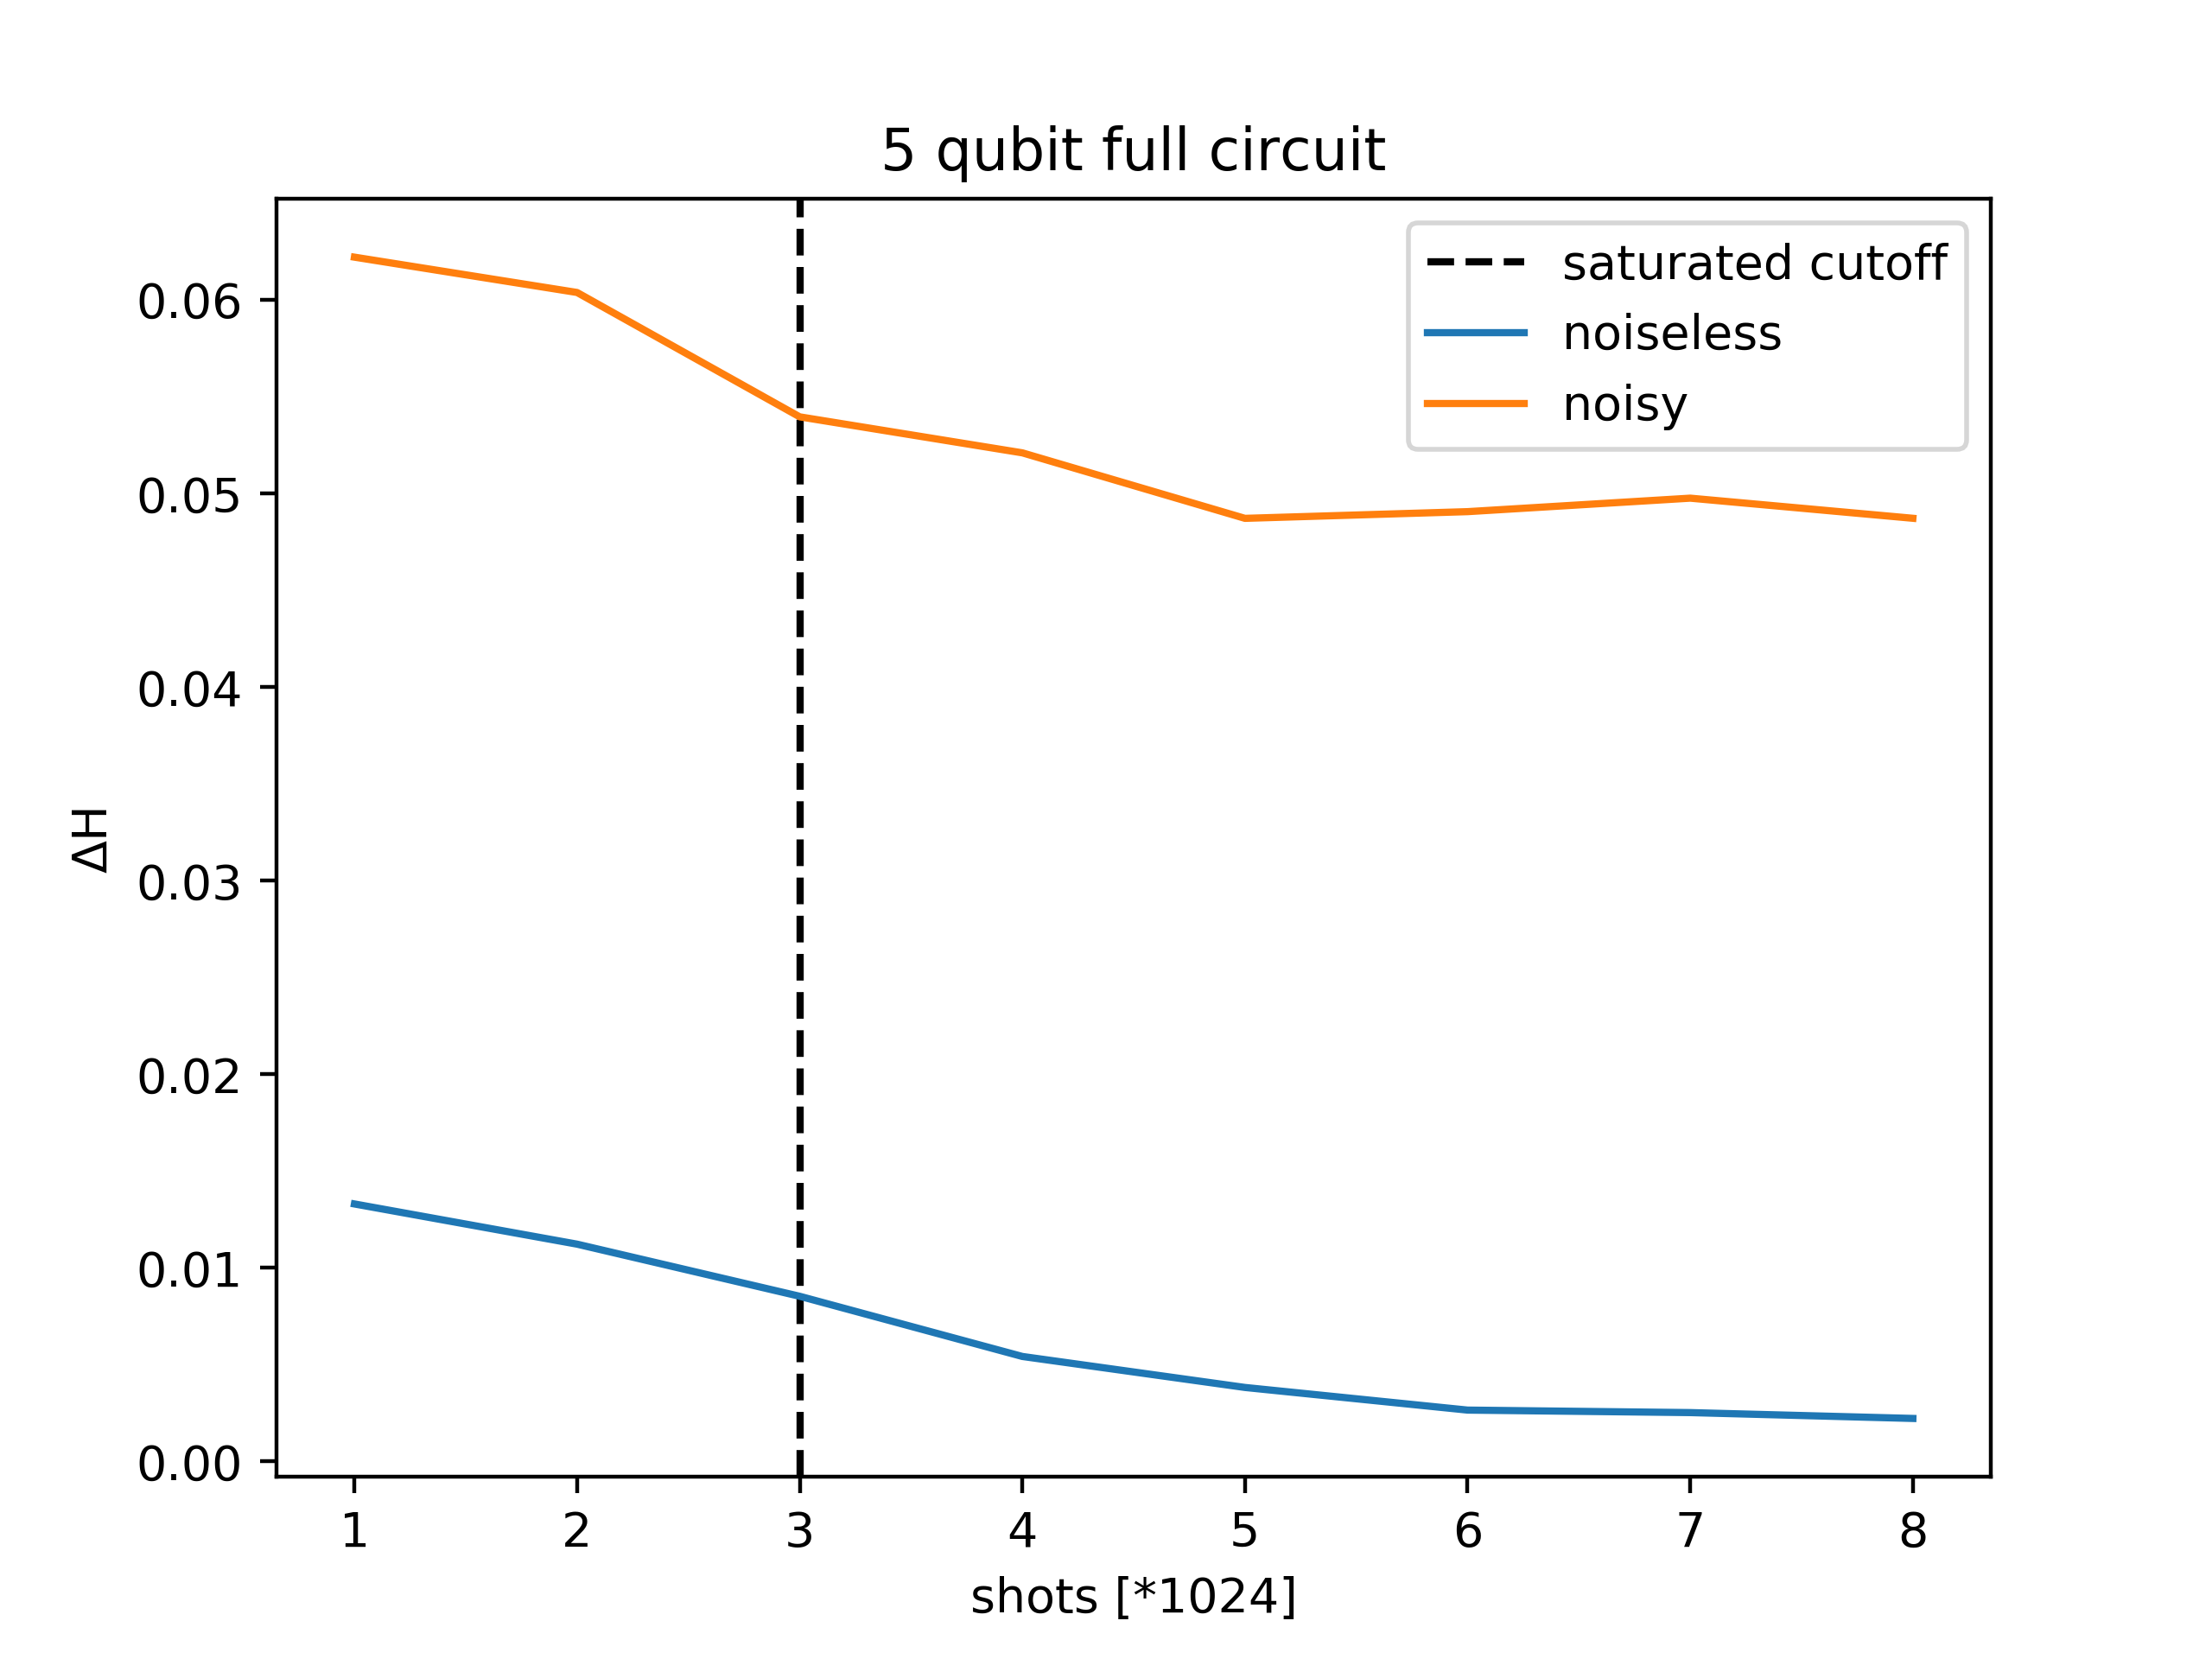 5 qubit full circuit
saturated cutoff
noiseless
noisy
0.06
0.05
0.04
0.03
0.02
0.01
0.00
ΔH
1 2 3 4 5 6 7 8
shots [*1024]